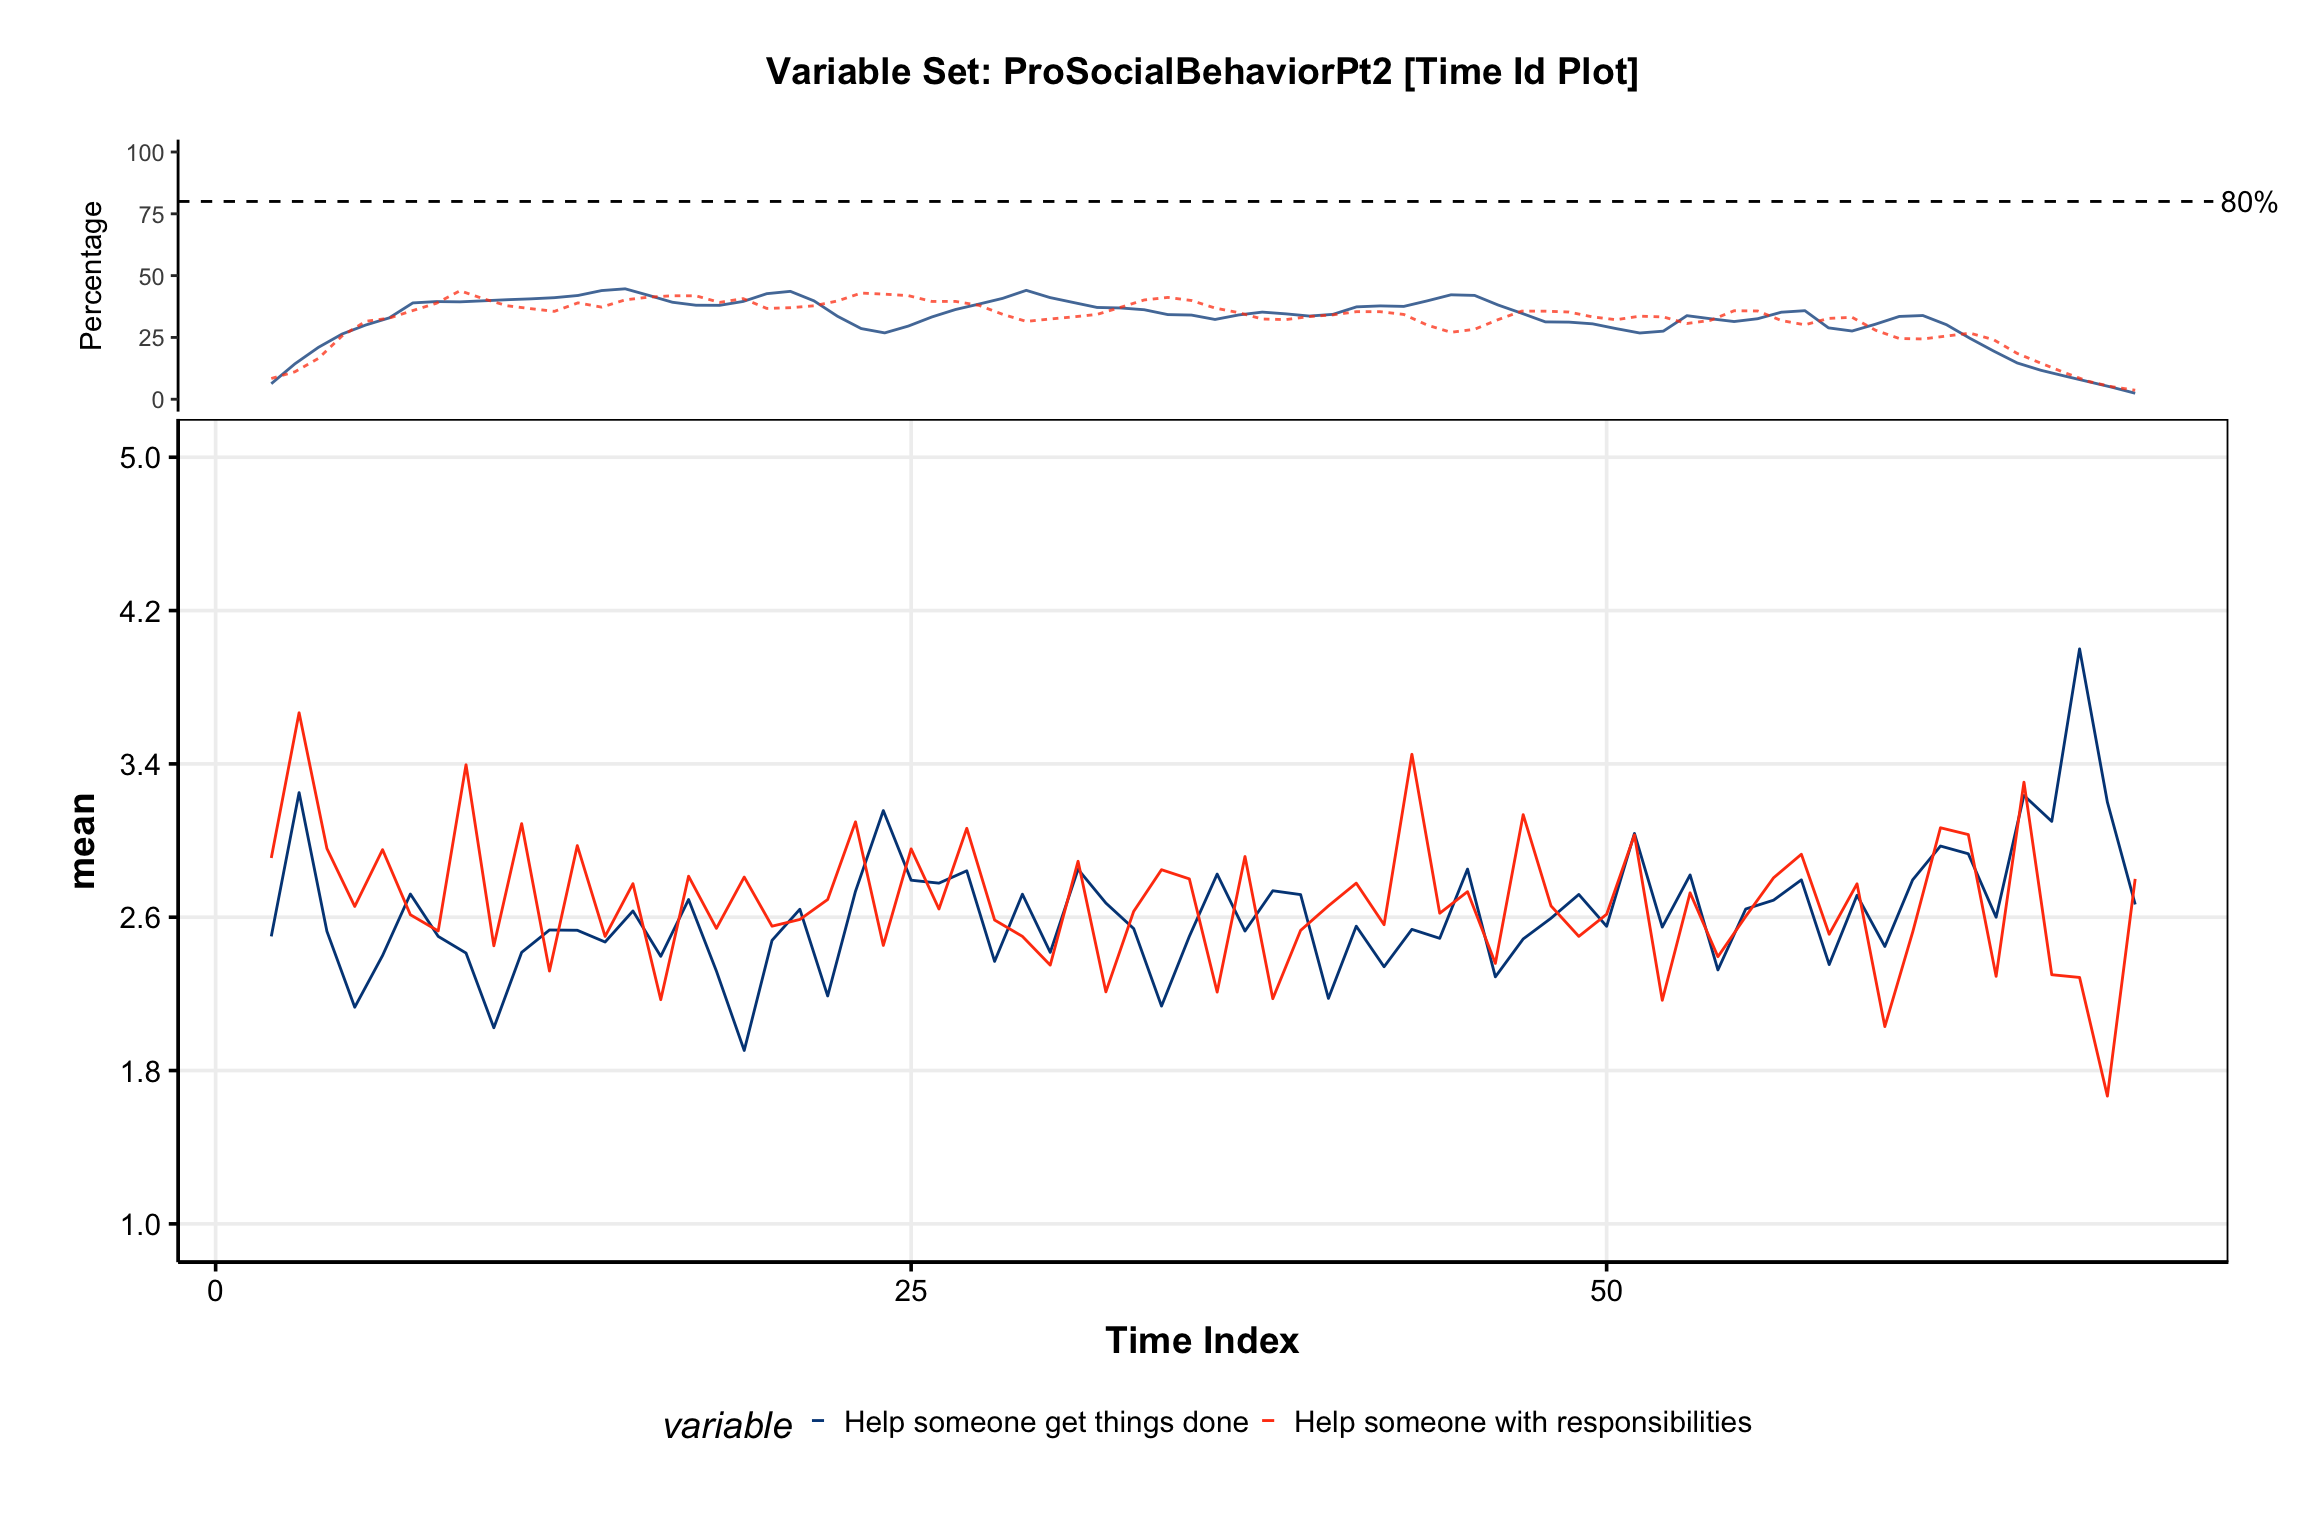 Variable Set: ProSocialBehaviorPt2 [Time Id Plot]
Percentage
100
75
50
25
0
80%
mean
5.0
4.2
3.4
2.6
1.8
1.0
0 25 50
Time Index
variable Help someone get things done Help someone with responsibilities